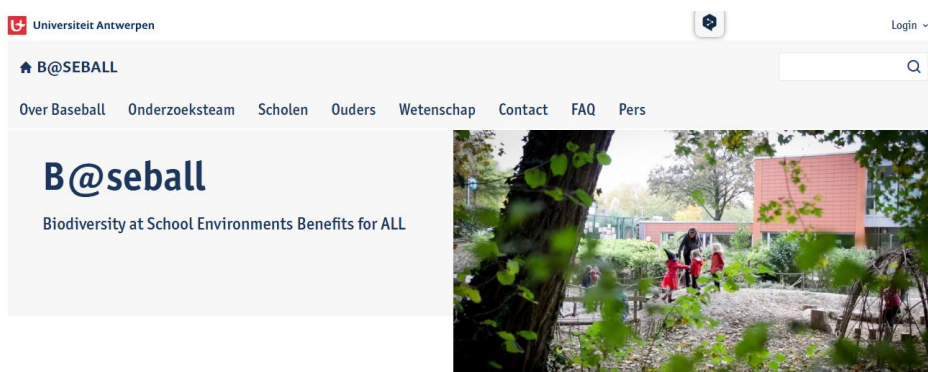 Universiteit Antwerpen
Login
B@SEBALL
Over Baseball Onderzoeksteam Scholen Ouders Wetenschap Contact FAQ Pers
B@seball
Biodiversity at School Environments Benefits for ALL